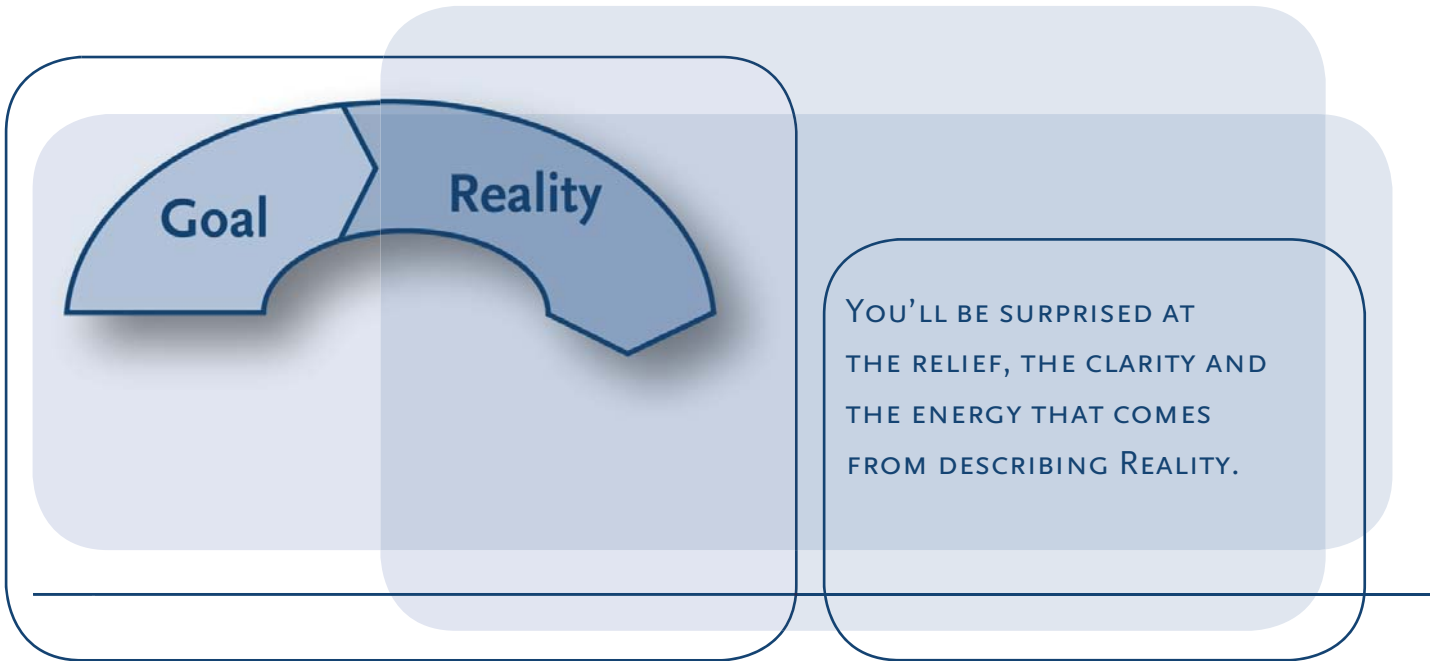 Goal
Reality
You'll be surprised at
the relief, the clarity and
the energy that comes
from describing Reality.